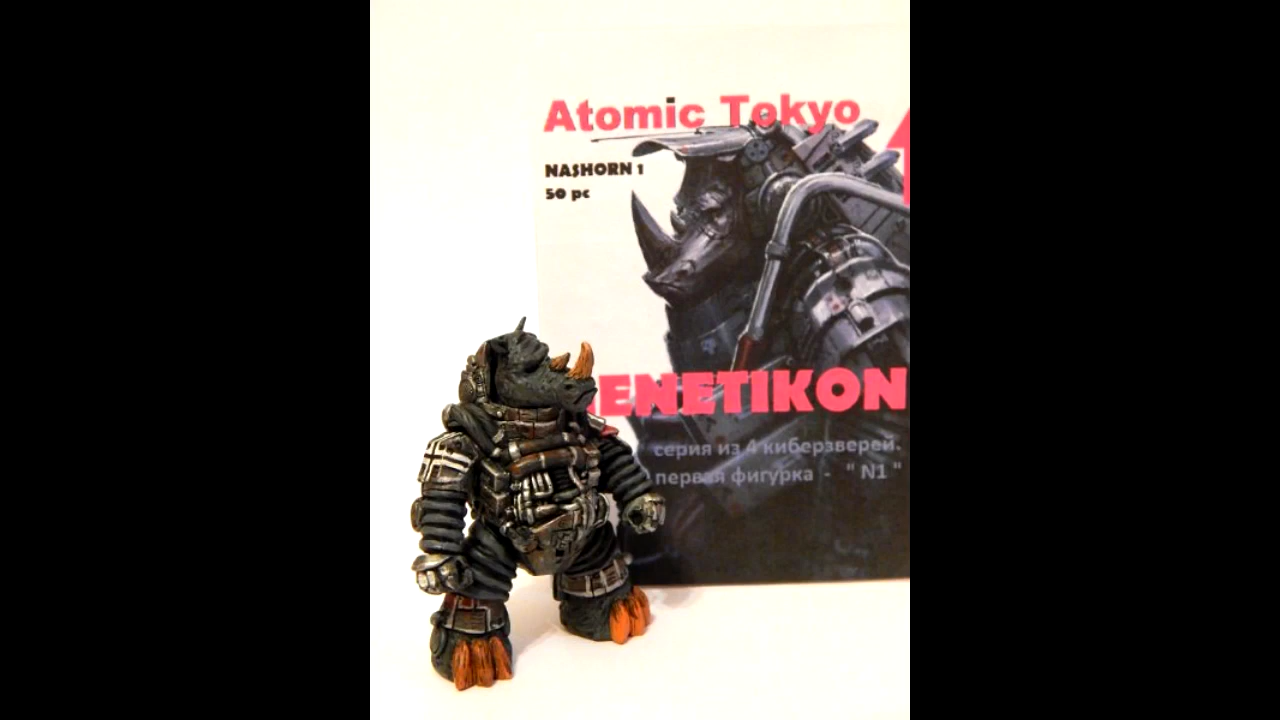 Atomic Tokyo
NASHORN 1
50 pc
ENETIKON
серия из 4 киберзверей.
первая фигурка - " N1 "